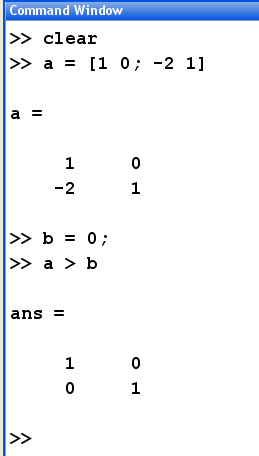 Command Window
>> clear
>> a = [1 0; -2 1]
a =
1 0
-2 1
>> b = 0;
>> a > b
ans =
1 0
0 1
>>